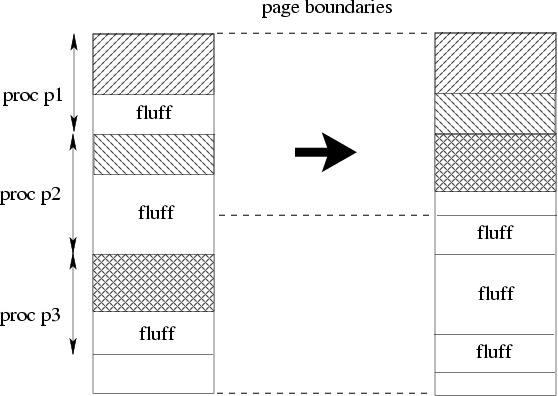 page boundaries
proc p1
fluff
proc p2
fluff
proc p3
fluff
fluff
fluff
fluff